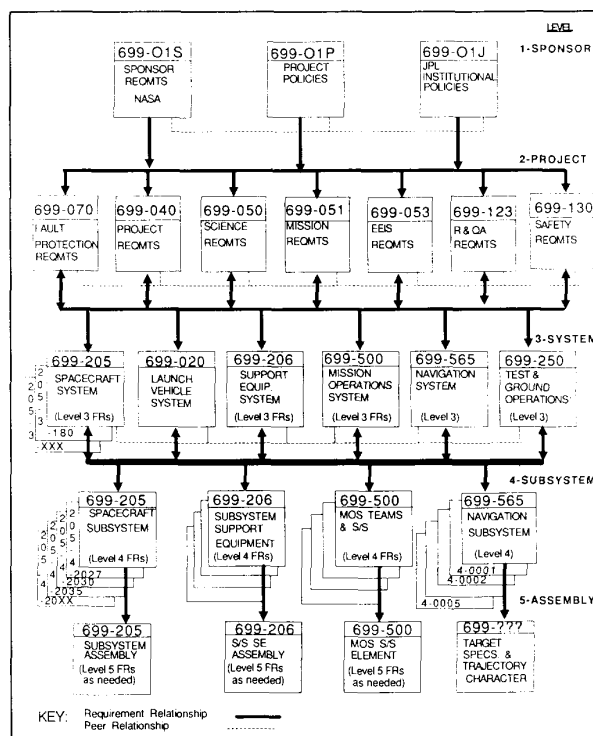 LEVEL
699-O1S
699-O1P
699-O1J
1-SPONSOR
SPONSOR
REQMTS
NASA
PROJECT
POLICIES
JPL
INSTITUTIONAL
POLICIES
2-PROJECT
699-070
699-040
699-050
699-051
699-053
699-123
699-130
FAULT
PROTECTION
REQMTS
PROJECT
REQMTS
SCIENCE
REQMTS
MISSION
REQMTS
EEIS
REQMTS
R & QA
REQMTS
SAFETY
REQMTS
3-SYSTEM
699-205
699-020
699-206
699-500
699-565
699-250
SPACECRAFT
SYSTEM
(Level 3 FRs)
LAUNCH
VEHICLE
SYSTEM
SUPPORT
EQUIP.
SYSTEM
(Level 3 FRs)
MISSION
OPERATIONS
SYSTEM
(Level 3 FRs)
NAVIGATION
SYSTEM
(Level 3)
TEST &
GROUND
OPERATIONS
(Level 3)
-180
-XXX
4-SUBSYSTEM
699-205
699-206
699-500
699-565
SPACECRAFT
SUBSYSTEM
(Level 4 FRs)
SUBSYSTEM
SUPPORT
EQUIPMENT
(Level 4 FRs)
MOS TEAMS
& S/S
(Level 4 FRs)
NAVIGATION
SUBSYSTEM
(Level 4)
-2027
-2030
-2035
-20XX
4-0001
4-0002
4-0005
5-ASSEMBLY
699-205
699-206
699-500
699-???
SUBSYSTEM
ASSEMBLY
(Level 5 FRs
as needed)
S/S SE
ASSEMBLY
(Level 5 FRs
as needed)
MOS S/S
ELEMENT
(Level 5 FRs
as needed)
TARGET
SPECS. &
TRAJECTORY
CHARACTER
KEY:
Requirement Relationship
Peer Relationship